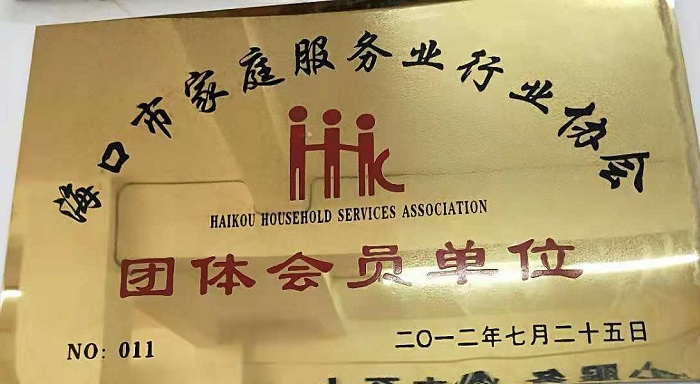 海口市家庭服务业行业协会
HAIKOU HOUSEHOLD SERVICES ASSOCIATION
团体会员单位
NO: 011
二〇一二年七月二十五日